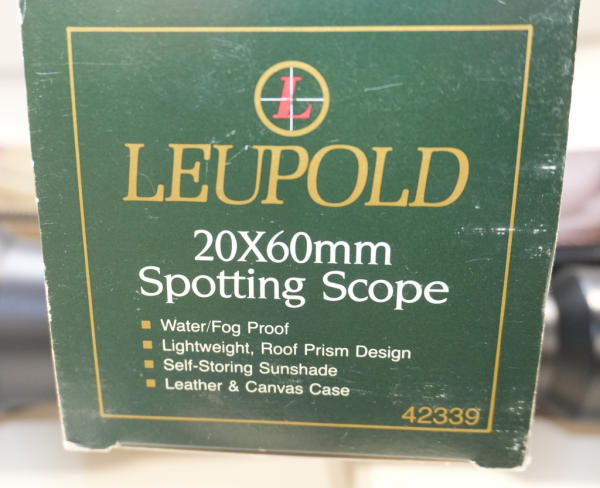 L
LEUPOLD
20X60mm
Spotting Scope
Water/Fog Proof
Lightweight, Roof Prism Design
Self-Storing Sunshade
Leather & Canvas Case
42339